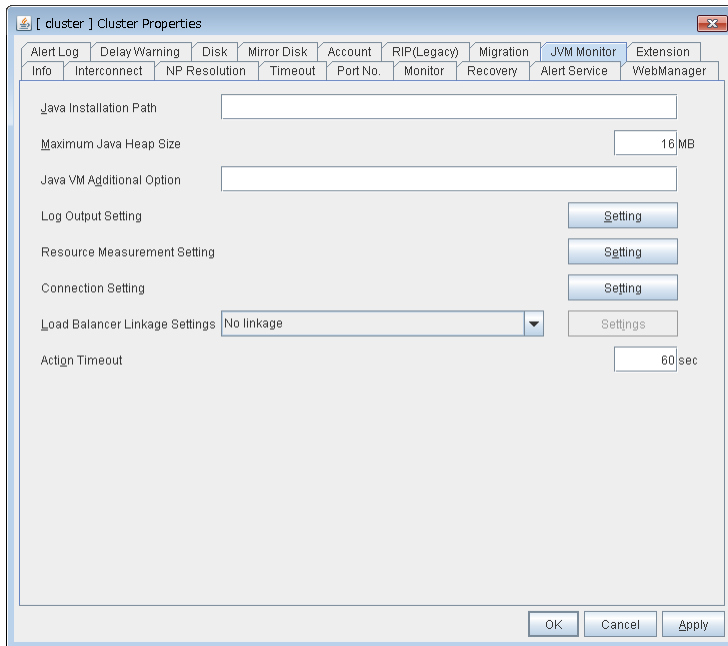 [ cluster ] Cluster Properties
Alert Log Delay Warning Disk Mirror Disk Account RIP(Legacy) Migration JVM Monitor Extension
Info Interconnect NP Resolution Timeout Port No. Monitor Recovery Alert Service WebManager
Java Installation Path
Maximum Java Heap Size 16 MB
Java VM Additional Option
Log Output Setting Setting
Resource Measurement Setting Setting
Connection Setting Setting
Load Balancer Linkage Settings No linkage Settings
Action Timeout 60 sec
OK Cancel Apply